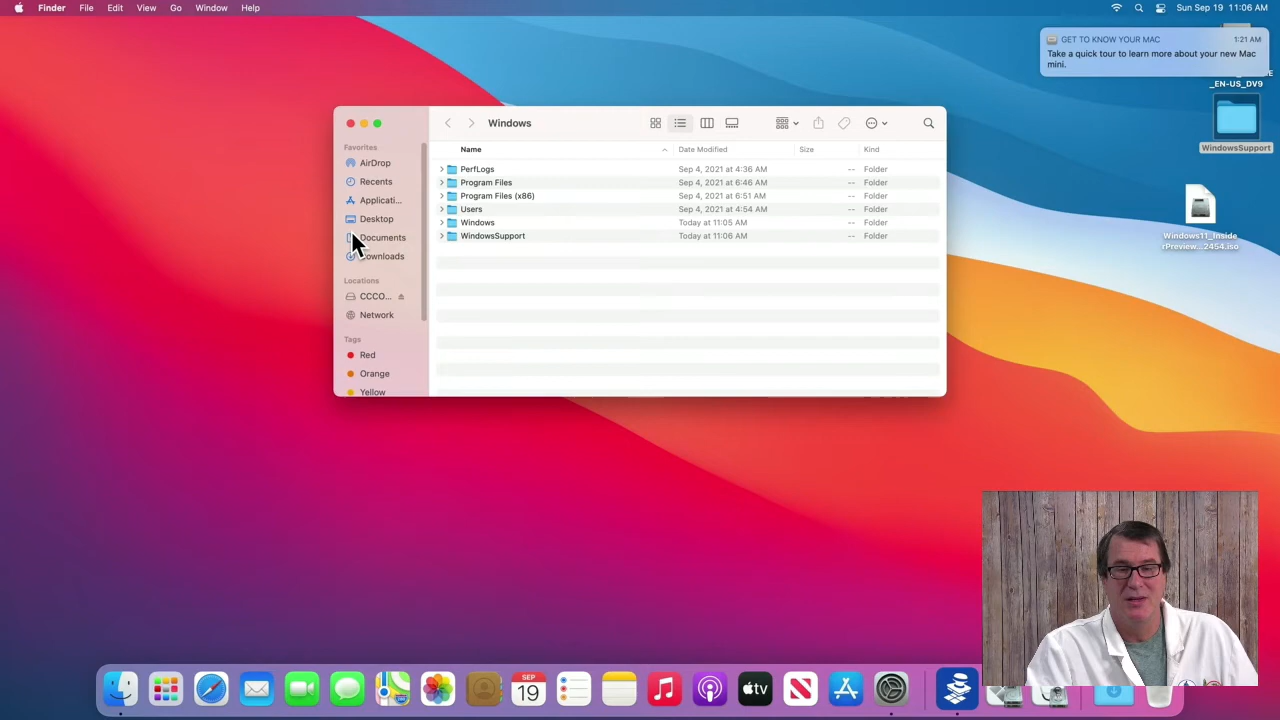 Finder File Edit View Go Window Help
Sun Sep 19 11:06 AM
GET TO KNOW YOUR MAC 1:21 AM
Take a quick tour to learn more about your new Mac
mini.
_EN-US_DV9
WindowsSupport
Windows11_Inside
rPreview...2454.iso
Windows
Favorites
AirDrop
Recents
Applicati...
Desktop
Documents
Downloads
Locations
CCCO...
Network
Tags
Red
Orange
Yellow
Name Date Modified Size Kind
PerfLogs Sep 4, 2021 at 4:36 AM -- Folder
Program Files Sep 4, 2021 at 6:46 AM -- Folder
Program Files (x86) Sep 4, 2021 at 6:51 AM -- Folder
Users Sep 4, 2021 at 4:54 AM -- Folder
Windows Today at 11:05 AM -- Folder
WindowsSupport Today at 11:06 AM -- Folder
SEP
19
tv